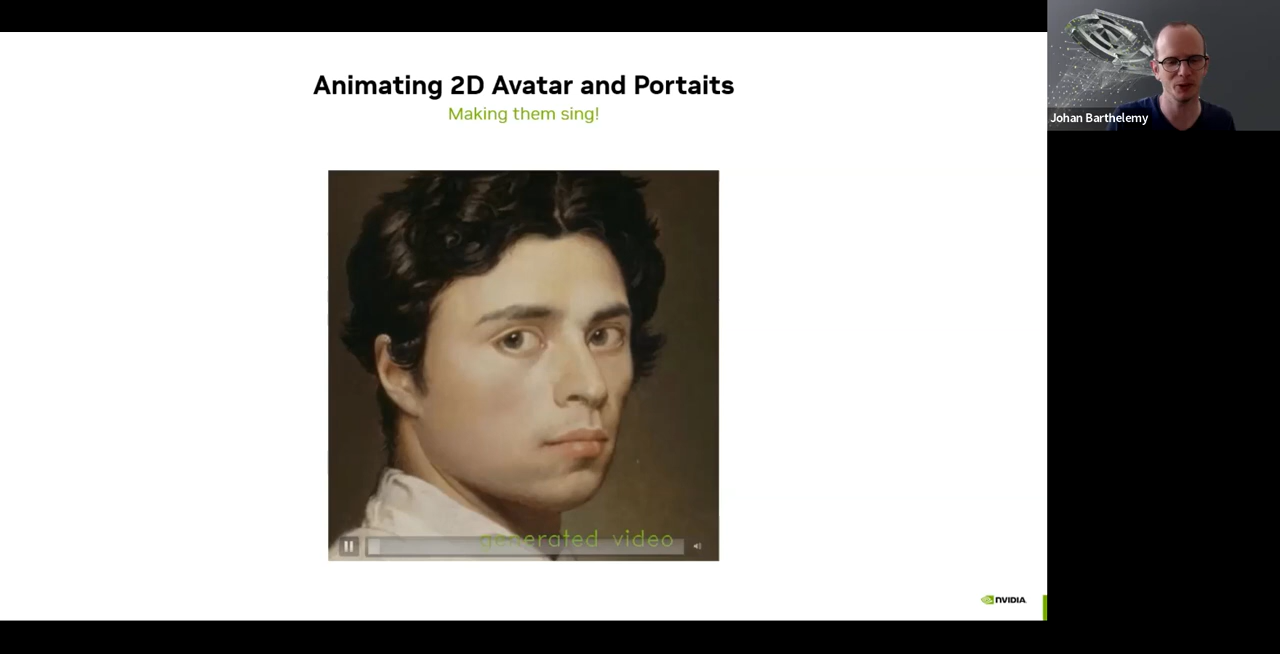 Animating 2D Avatar and Portaits
Making them sing!
generated video
NVIDIA
Johan Barthelemy